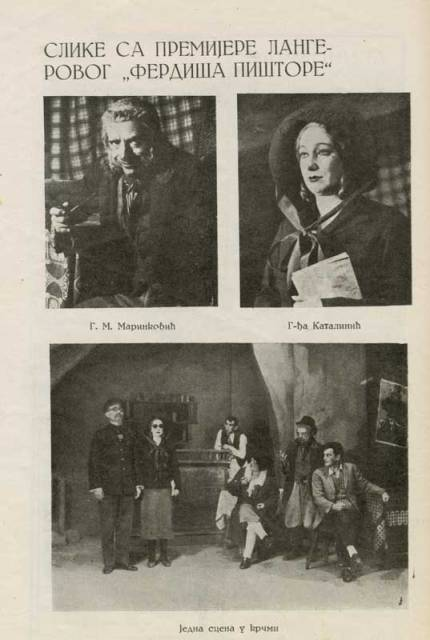 СЛИКЕ СА ПРЕМИЈЕРЕ ЛАНГЕ-
РОВОГ „ФЕРДИША ПИШТОРЕ“
Г. М. Маринковић
Г-ђа Каталинић
Једна сцена у крчми